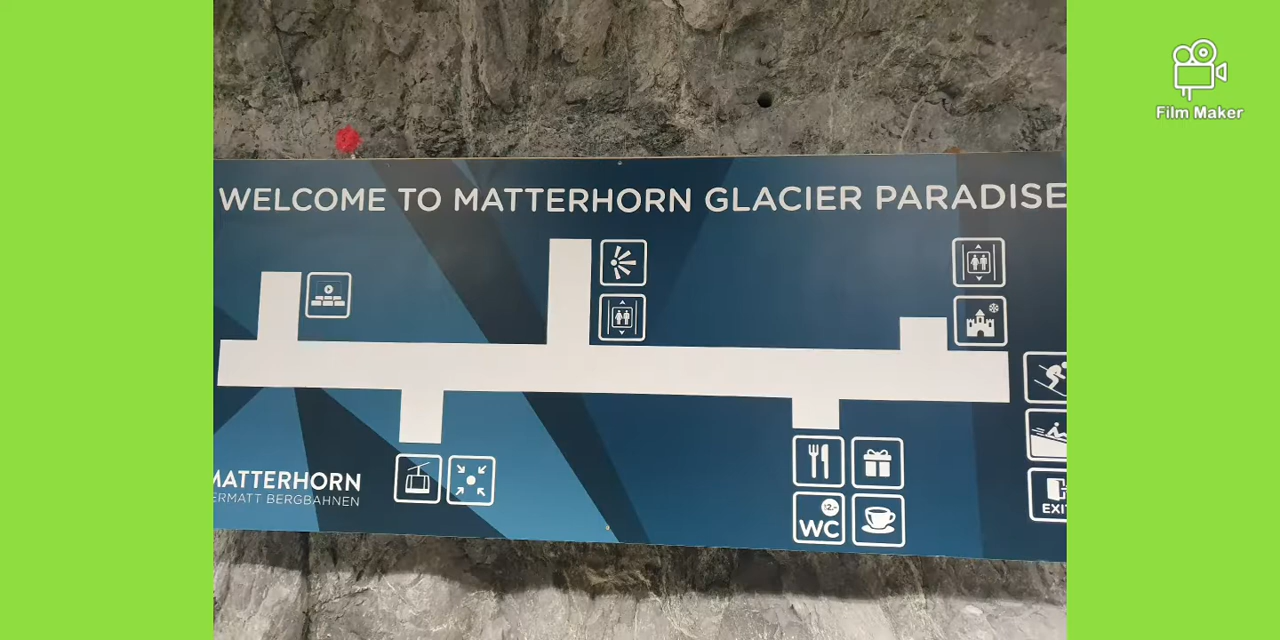 Film Maker
WELCOME TO MATTERHORN GLACIER PARADISE
MATTERHORN
ERMATT BERGBAHNEN
WC
EXIT